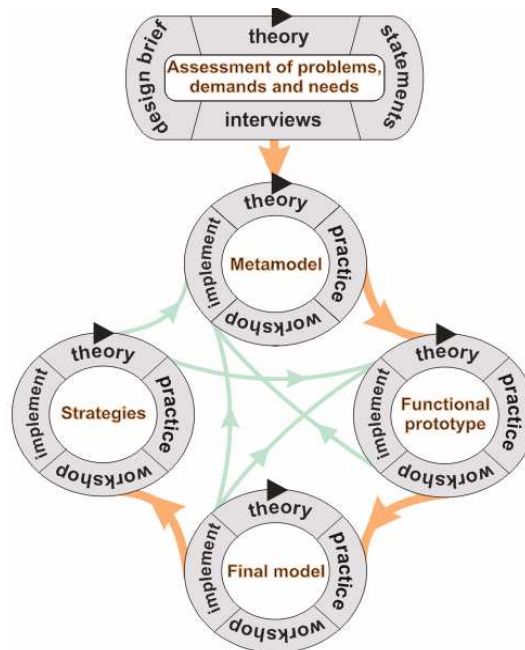 theory
design brief
Assessment of problems,
demands and needs
statements
interviews
theory
implement
Metamodel
practice
workshop
theory
implement
Strategies
practice
workshop
theory
implement
Functional
prototype
practice
workshop
theory
implement
Final model
practice
workshop